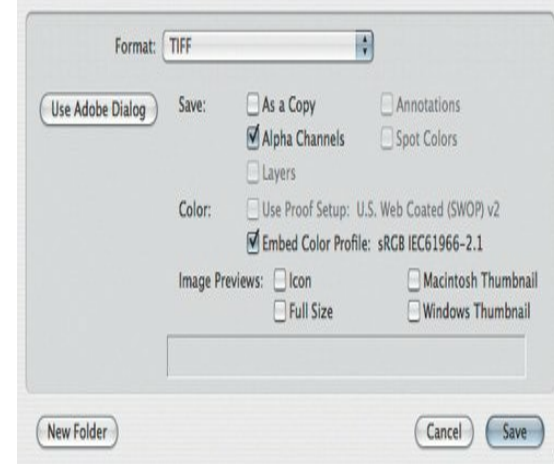 Format: TIFF
Use Adobe Dialog Save: As a Copy Annotations
Alpha Channels Spot Colors
Layers
Color: Use Proof Setup: U.S. Web Coated (SWOP) v2
Embed Color Profile: sRGB IEC61966-2.1
Image Previews: Icon Macintosh Thumbnail
Full Size Windows Thumbnail
New Folder Cancel Save